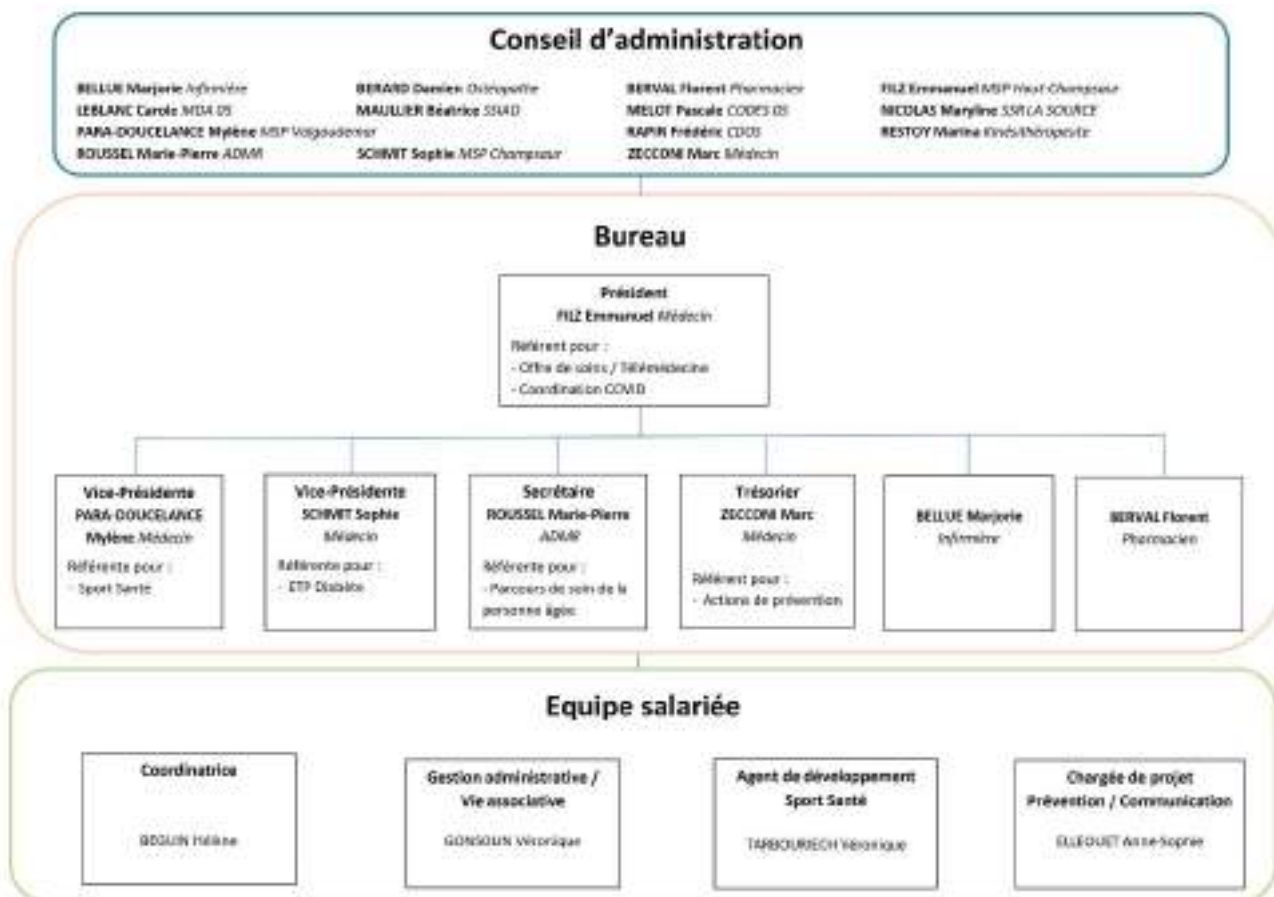 Conseil d'administration
BELLUE Marjorie Infirmière BERARD Damien Ostéopathe BERVAL Florent Pharmacien FILZ Emmanuel MSP Haut-Champsaur
LEBLANC Carole MDA 05 MAULLIER Béatrice SSIAD MELOT Pascale CODES 05 NICOLAS Maryline SSR LA SOURCE
PARA-DOUCELANCE Mylène MSP Valgaudemar RAPIN Frédéric CDOS RESTOY Marina Kinésithérapeute
ROUSSEL Marie-Pierre ADMR SCHMIT Sophie MSP Champsaur ZECCONI Marc Médecin
Bureau
Président
FILZ Emmanuel Médecin
Référent pour :
- Offre de soins / Télémédecine
- Coordination COVID
Vice-Présidente
PARA-DOUCELANCE
Mylène Médecin
Référente pour :
- Sport Santé
Vice-Présidente
SCHMIT Sophie
Médecin
Référente pour :
- ETP Diabète
Secrétaire
ROUSSEL Marie-Pierre
ADMR
Référente pour :
- Parcours de soin de la
personne âgée
Trésorier
ZECCONI Marc
Médecin
Référent pour :
- Actions de prévention
BELLUE Marjorie
Infirmière
BERVAL Florent
Pharmacien
Equipe salariée
Coordinatrice
BEGUIN Hélène
Gestion administrative /
Vie associative
GONSOLIN Véronique
Agent de développement
Sport Santé
TARBOURIECH Véronique
Chargée de projet
Prévention / Communication
ELLEOUET Anne-Sophie